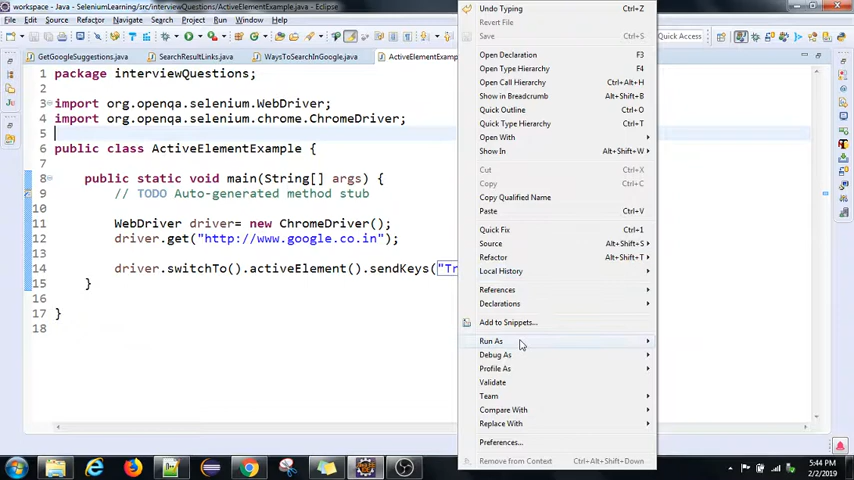 workspace - SeleniumLearning/src/interviewQuestions/ActiveElementExample.java - Eclipse
File Edit Source Refactor Navigate Search Project Run Window
Quick Access
GetGoogleSuggestions.java SearchResultLinks.java WaysToSearchInGoogle.java ActiveElementExamp
1 package interviewQuestions;
2
3 import org.openqa.selenium.WebDriver;
4 import org.openqa.selenium.chrome.ChromeDriver;
5
6 public class ActiveElementExample {
7
8 public static void main(String[] args) {
9 // TODO Auto-generated method stub
10
11 WebDriver driver= new ChromeDriver();
12 driver.get("http://www.google.co.in");
13
14 driver.switchTo().activeElement().sendKeys("Tr
15 }
16
17 }
18
Undo Typing Ctrl+Z
Revert File
Save Ctrl+S
Open Declaration F3
Open Type Hierarchy F4
Open Call Hierarchy Ctrl+Alt+H
Show in Breadcrumb Alt+Shift+B
Quick Outline Ctrl+O
Quick Type Hierarchy Ctrl+T
Open With
Show In Alt+Shift+W
Cut Ctrl+X
Copy Ctrl+C
Copy Qualified Name
Paste Ctrl+V
Quick Fix Ctrl+1
Source Alt+Shift+S
Refactor Alt+Shift+T
Local History
References
Declarations
Add to Snippets...
Run As
Debug As
Profile As
Validate
Team
Compare With
Replace With
Preferences...
Remove from Context Ctrl+Alt+Shift+Down
5:44 PM
2/2/2019